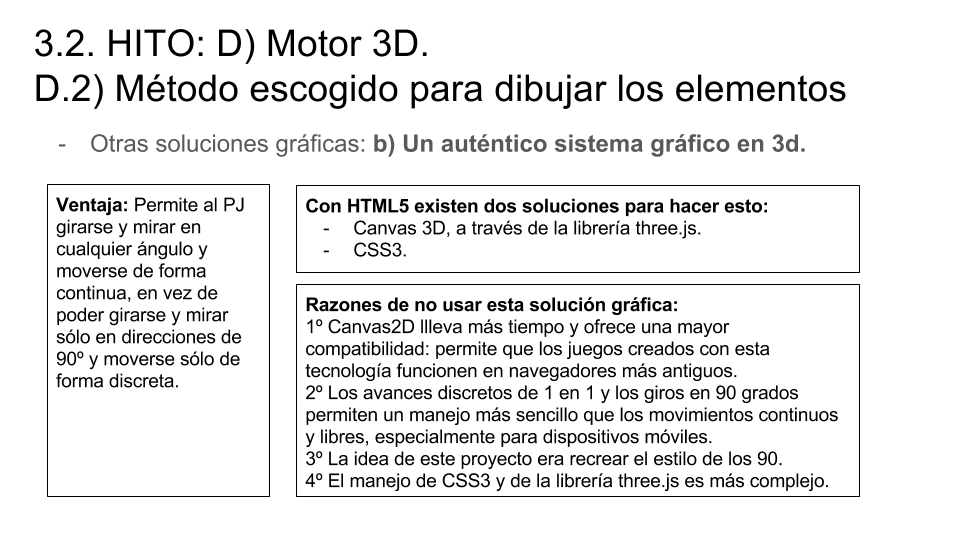 3.2. HITO: D) Motor 3D.
D.2) Método escogido para dibujar los elementos
- Otras soluciones gráficas: b) Un auténtico sistema gráfico en 3d.
Ventaja: Permite al PJ
girarse y mirar en
cualquier ángulo y
moverse de forma
continua, en vez de
poder girarse y mirar
sólo en direcciones de
90º y moverse sólo de
forma discreta.
Con HTML5 existen dos soluciones para hacer esto:
- Canvas 3D, a través de la librería three.js.
- CSS3.
Razones de no usar esta solución gráfica:
1º Canvas2D llleva más tiempo y ofrece una mayor
compatibilidad: permite que los juegos creados con esta
tecnología funcionen en navegadores más antiguos.
2º Los avances discretos de 1 en 1 y los giros en 90 grados
permiten un manejo más sencillo que los movimientos continuos
y libres, especialmente para dispositivos móviles.
3º La idea de este proyecto era recrear el estilo de los 90.
4º El manejo de CSS3 y de la librería three.js es más complejo.